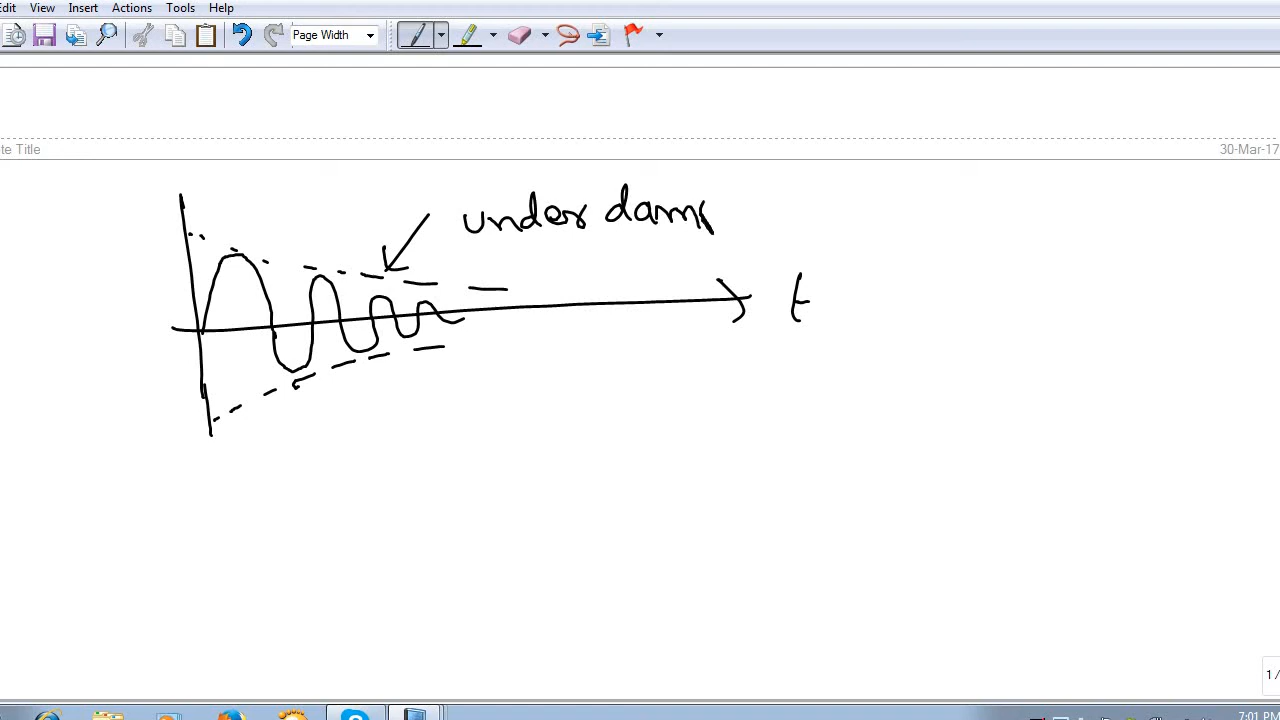 Edit View Insert Actions Tools Help
Page Width
te Title 30-Mar-17
under damp
t
1/
7:01 PM